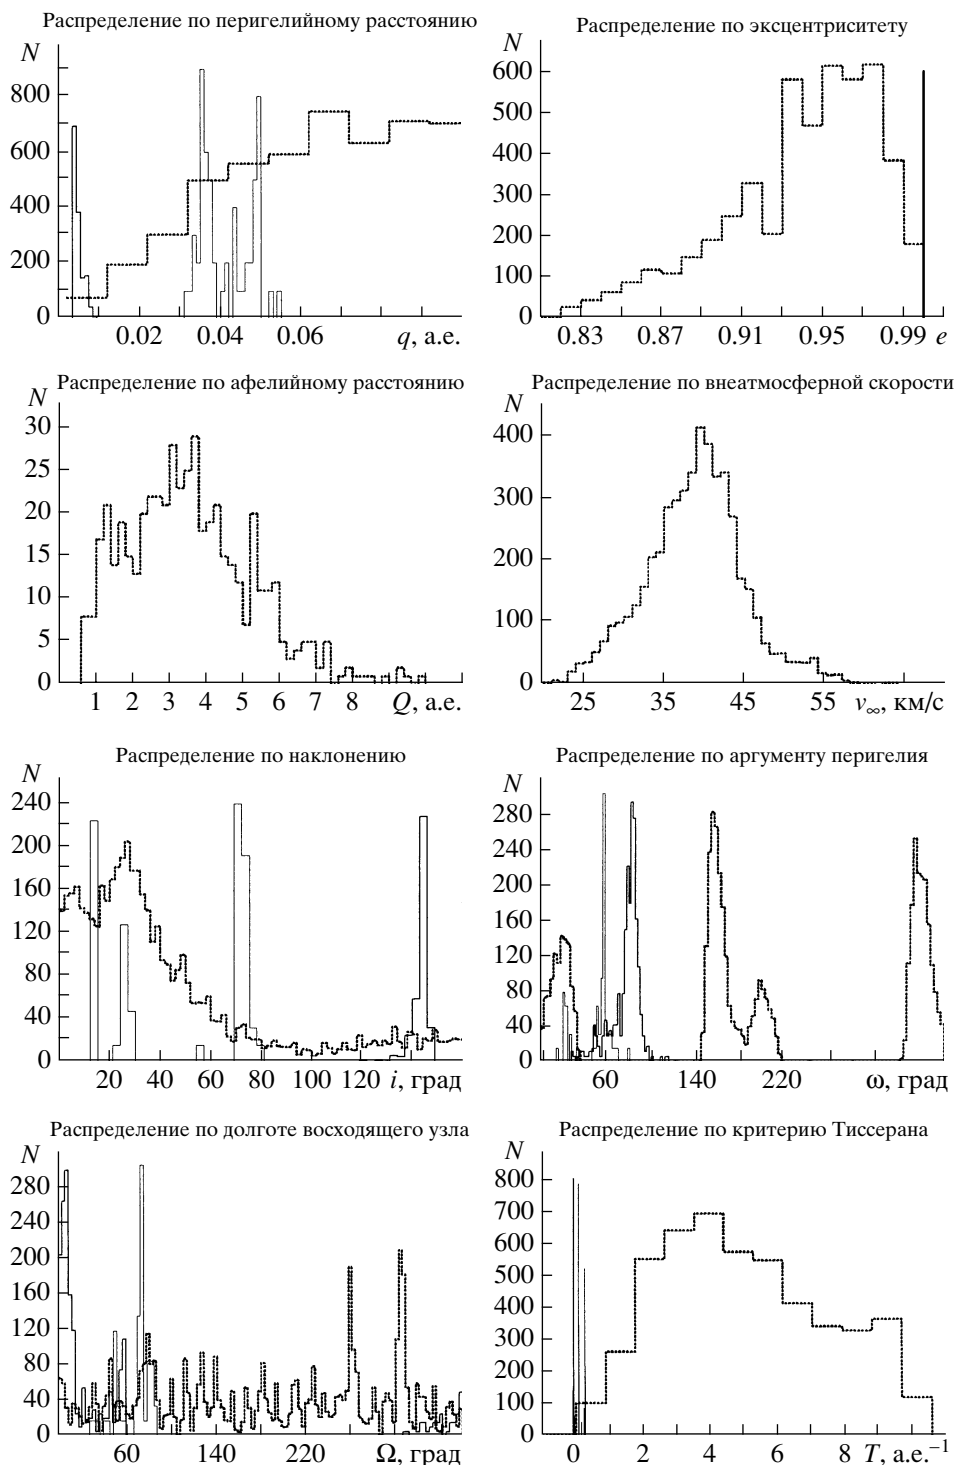 Распределение по перигелийному расстоянию
N
800
600
400
200
0
0.02 0.04 0.06 q, а.е.
Распределение по эксцентриситету
N
600
500
400
300
200
100
0
0.83 0.87 0.91 0.95 0.99 e
Распределение по афелийному расстоянию
N
30
25
20
15
10
5
0
1 2 3 4 5 6 7 8 Q, а.е.
Распределение по внеатмосферной скорости
N
400
300
200
100
0
25 35 45 55 v∞, км/с
Распределение по наклонению
N
240
200
160
120
80
40
0
20 40 60 80 100 120 i, град
Распределение по аргументу перигелия
N
280
240
200
160
120
80
40
0
60 140 220 ω, град
Распределение по долготе восходящего узла
N
280
240
200
160
120
80
40
0
60 140 220 Ω, град
Распределение по критерию Тиссерана
N
800
700
600
500
400
300
200
100
0
0 2 4 6 8 T, а.е.⁻¹